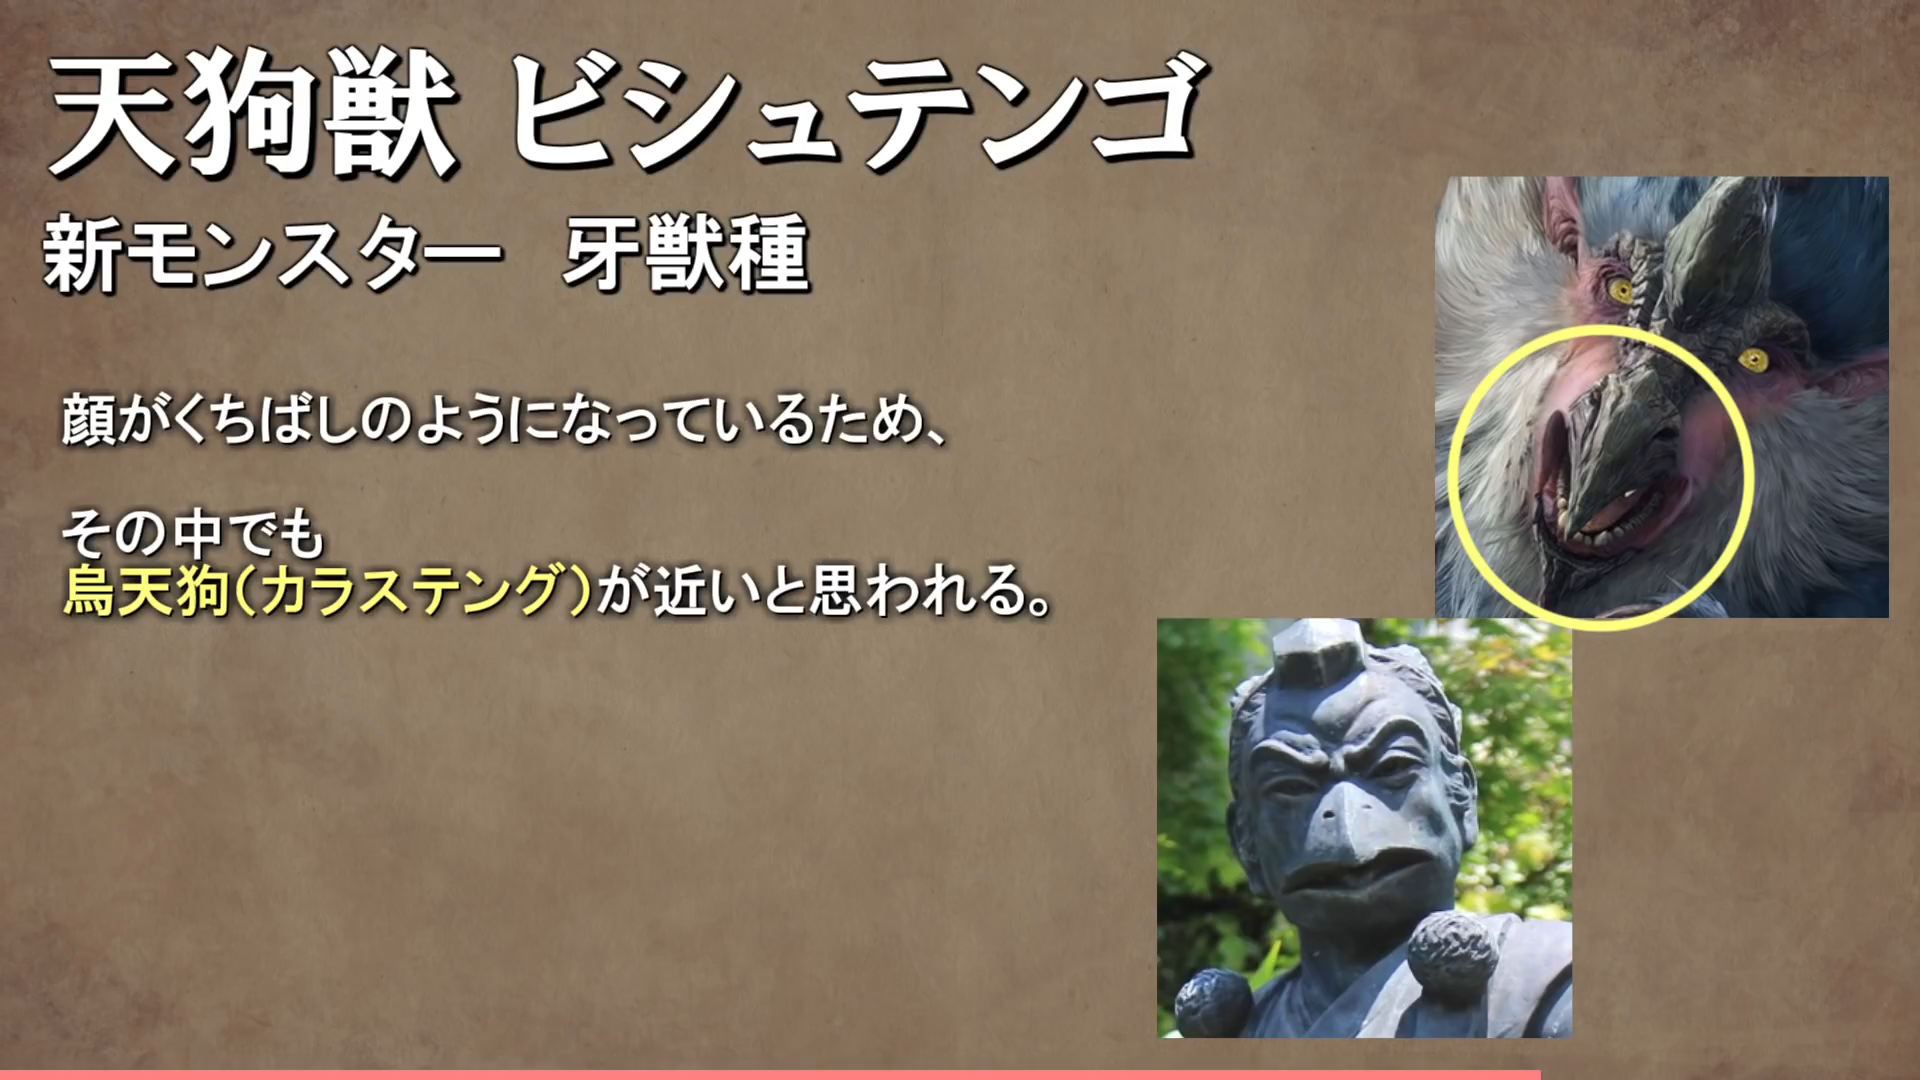 天狗獣 ビシュテンゴ
新モンスター　牙獣種
顔がくちばしのようになっているため、
その中でも
烏天狗（カラステング）が近いと思われる。